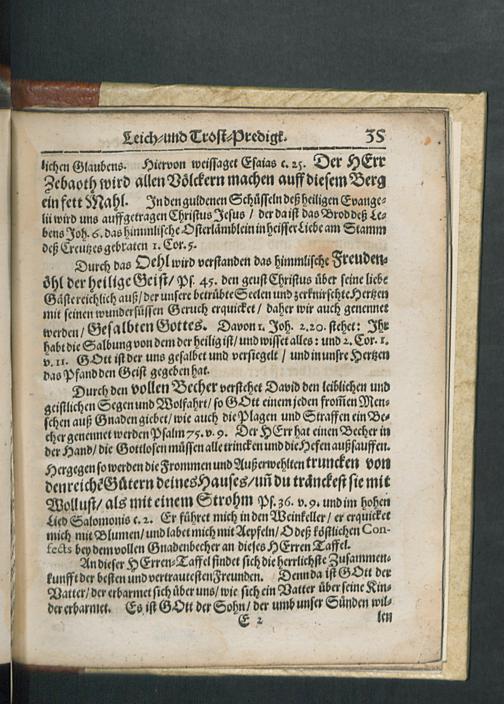 Leich-und Trost-Predigt. 35
lichen Glaubens. Hiervon weissaget Esaias c. 25. Der HErr
Zebaoth wird allen Völckern machen auff diesem Berg
ein fett Mahl. In den guldenen Schüsseln deß heiligen Evange-
lii wird uns auffgetragen Christus Jesus / der da ist das Brod deß Le-
bens Joh. 6. das himmlische Osterlämblein in heisser Liebe am Stamm
deß Creutzes gebraten 1. Cor. 5.
Durch das Oehl wird verstanden das himmlische Freuden-
öhl der heilige Geist / Ps. 45. den geust Christus über seine liebe
Gäste reichlich auß / der unsere betrübte Seelen und zerknirschte Hertzen
mit seinen wundersüssen Geruch erquicket / daher wir auch genennet
werden / Gesalbten Gottes. Davon 1. Joh. 2. 20. stehet: Ihr
habt die Salbung von dem der heilig ist / und wisset alles: und 2. Cor. 1.
v. 11. GOtt ist der uns gesalbet und versiegelt / und in unsre Hertzen
das Pfand den Geist gegeben hat.
Durch den vollen Becher verstehet David den leiblichen und
geistlichen Segen und Wolfahrt / so GOtt einem jeden from̃en Men-
schen auß Gnaden giebet / wie auch die Plagen und Straffen ein Be-
cher genennet werden Psalm 75. v. 9. Der HErr hat einen Becher in
der Hand / die Gottlosen müssen alle trincken und die Hefen außsauffen.
Hergegen so werden die Frommen und Außerwehlten truncken von
den reichẽ Gütern deines Hauses / uñ du tränckest sie mit
Wollust / als mit einem Strohm Ps. 36. v. 9. und im hohen
Lied Salomonis c. 2. Er führet mich in den Weinkeller / er erquicket
mich mit Blumen / und labet mich mit Aepfeln / O deß köstlichen Con-
fects bey dem vollen Gnadenbecher an dieses HErren Taffel.
An dieser HErren-Taffel findet sich die herrlichste Zusammen-
kunfft der besten und vertrautesten Freunden. Denn da ist GOtt der
Vatter / der erbarmet sich über uns / wie sich ein Vatter über seine Kin-
der erbarmet. Es ist GOtt der Sohn / der umb unser Sünden wil-
E 2 len